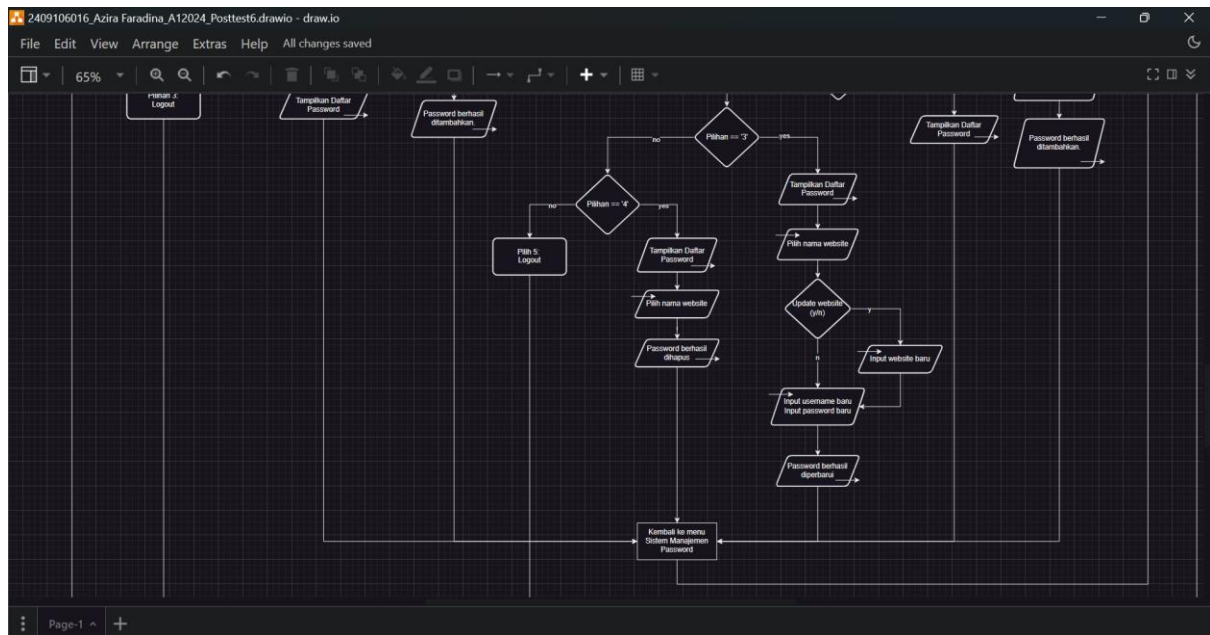 2409106016_Azira Faradina_A12024_Posttest6.drawio - draw.io
File Edit View Arrange Extras Help All changes saved
65%
Pilihan 3:
Logout
Tampilkan Daftar
Password
Password berhasil
ditambahkan.
Pilihan == '3'
no
yes
Tampilkan Daftar
Password
Password berhasil
ditambahkan.
Pilihan == '4'
no
yes
Tampilkan Daftar
Password
Pilih nama website
Pilih 5:
Logout
Tampilkan Daftar
Password
Pilih nama website
Update website
(y/n)
y
n
Password berhasil
dihapus
Input website baru
Input username baru
Input password baru
Password berhasil
diperbarui
Kembali ke menu
Sistem Manajemen
Password
Page-1